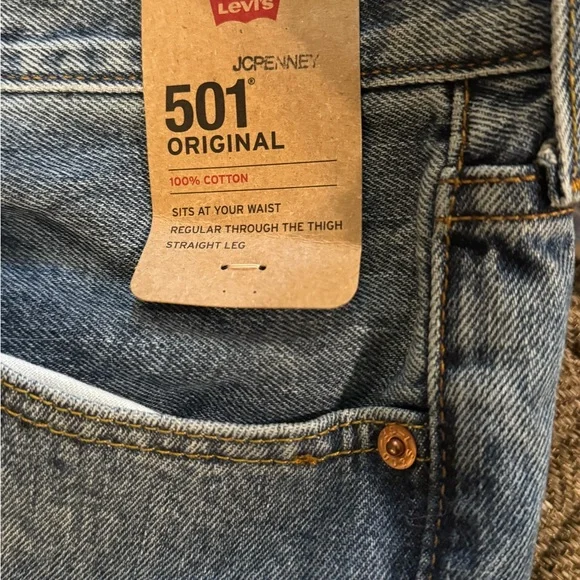 Levi's
JCPENNEY
501®
ORIGINAL
100% COTTON
SITS AT YOUR WAIST
REGULAR THROUGH THE THIGH
STRAIGHT LEG